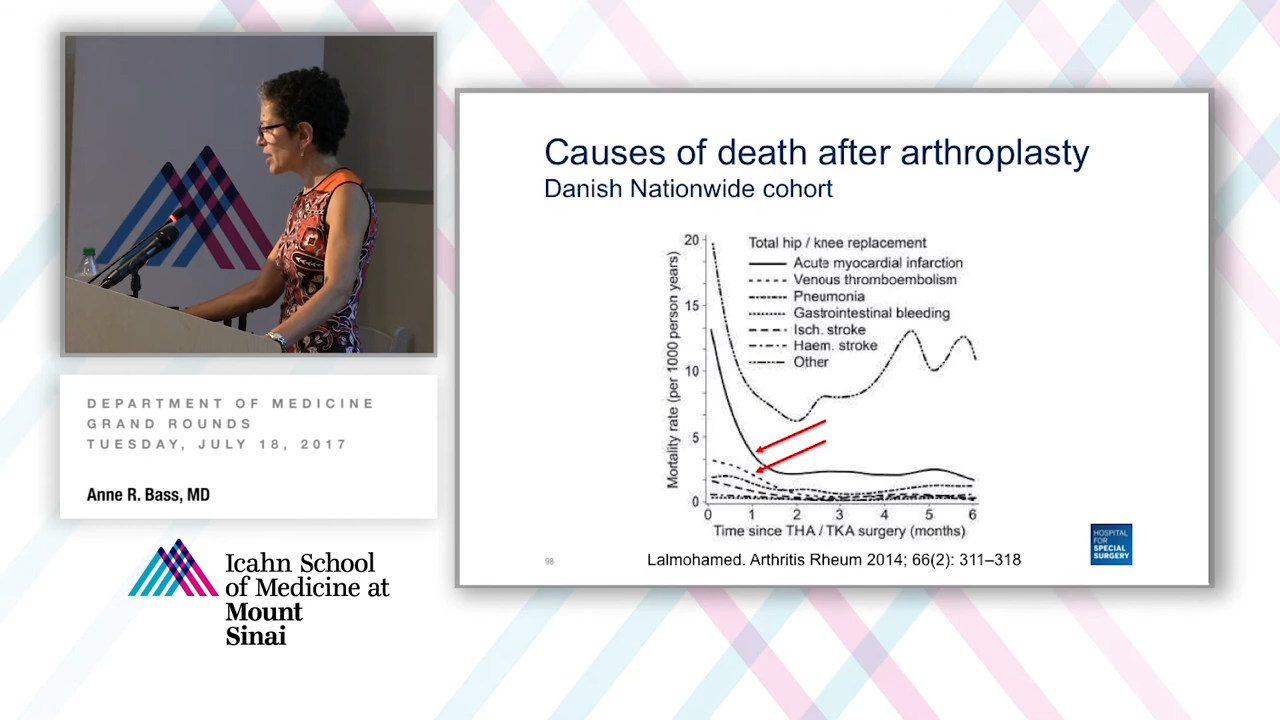 DEPARTMENT OF MEDICINE
GRAND ROUNDS
TUESDAY, JULY 18, 2017
Anne R. Bass, MD
Icahn School
of Medicine at
Mount
Sinai
Causes of death after arthroplasty
Danish Nationwide cohort
Mortality rate (per 1000 person years)
20
15
10
5
0
Total hip / knee replacement
Acute myocardial infarction
Venous thromboembolism
Pneumonia
Gastrointestinal bleeding
Isch. stroke
Haem. stroke
Other
0 1 2 3 4 5 6
Time since THA / TKA surgery (months)
98
Lalmohamed. Arthritis Rheum 2014; 66(2): 311–318
HOSPITAL
FOR
SPECIAL
SURGERY